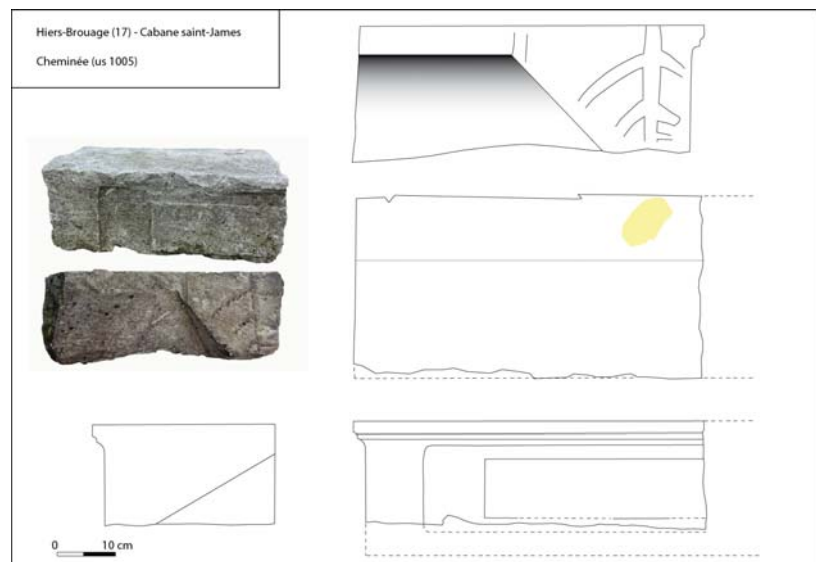 Hiers-Brouage (17) - Cabane saint-James
Cheminée (us 1005)
0 10 cm